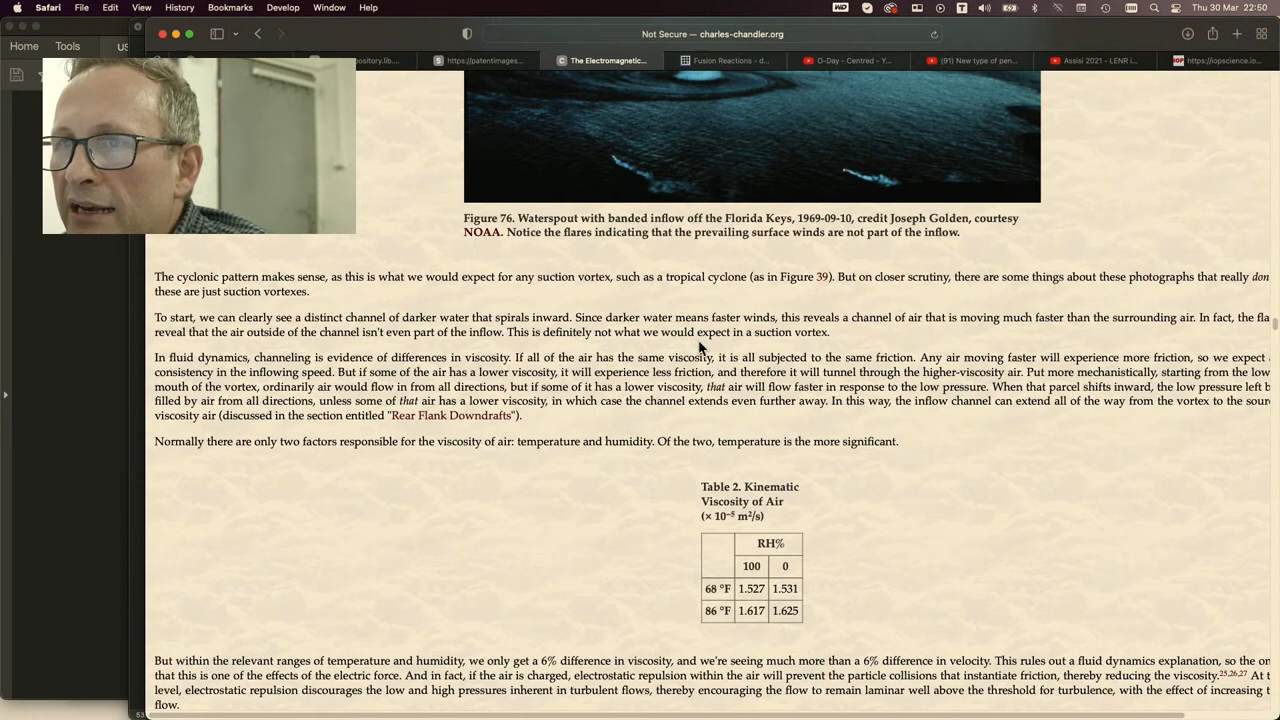 Safari File Edit View History Bookmarks Develop Window Help
Thu 30 Mar 22:50
Home Tools US
Not Secure — charles-chandler.org
ository.lib....
https://patentimages...
The Electromagnetic...
Fusion Reactions - d...
O-Day - Centred - Y...
(91) New type of pen...
Assisi 2021 - LENR i...
https://iopscience.io...
Figure 76. Waterspout with banded inflow off the Florida Keys, 1969-09-10, credit Joseph Golden, courtesy
NOAA. Notice the flares indicating that the prevailing surface winds are not part of the inflow.
The cyclonic pattern makes sense, as this is what we would expect for any suction vortex, such as a tropical cyclone (as in Figure 39). But on closer scrutiny, there are some things about these photographs that really don
these are just suction vortexes.
To start, we can clearly see a distinct channel of darker water that spirals inward. Since darker water means faster winds, this reveals a channel of air that is moving much faster than the surrounding air. In fact, the fla
reveal that the air outside of the channel isn't even part of the inflow. This is definitely not what we would expect in a suction vortex.
In fluid dynamics, channeling is evidence of differences in viscosity. If all of the air has the same viscosity, it is all subjected to the same friction. Any air moving faster will experience more friction, so we expect
consistency in the inflowing speed. But if some of the air has a lower viscosity, it will experience less friction, and therefore it will tunnel through the higher-viscosity air. Put more mechanistically, starting from the low
mouth of the vortex, ordinarily air would flow in from all directions, but if some of it has a lower viscosity, that air will flow faster in response to the low pressure. When that parcel shifts inward, the low pressure left b
filled by air from all directions, unless some of that air has a lower viscosity, in which case the channel extends even further away. In this way, the inflow channel can extend all of the way from the vortex to the sour
viscosity air (discussed in the section entitled "Rear Flank Downdrafts").
Normally there are only two factors responsible for the viscosity of air: temperature and humidity. Of the two, temperature is the more significant.
Table 2. Kinematic
Viscosity of Air
(× 10⁻⁵ m²/s)
RH%
100 0
68 °F 1.527 1.531
86 °F 1.617 1.625
But within the relevant ranges of temperature and humidity, we only get a 6% difference in viscosity, and we're seeing much more than a 6% difference in velocity. This rules out a fluid dynamics explanation, so the on
that this is one of the effects of the electric force. And in fact, if the air is charged, electrostatic repulsion within the air will prevent the particle collisions that instantiate friction, thereby reducing the viscosity.25,26,27 At t
level, electrostatic repulsion discourages the low and high pressures inherent in turbulent flows, thereby encouraging the flow to remain laminar well above the threshold for turbulence, with the effect of increasing t
flow.